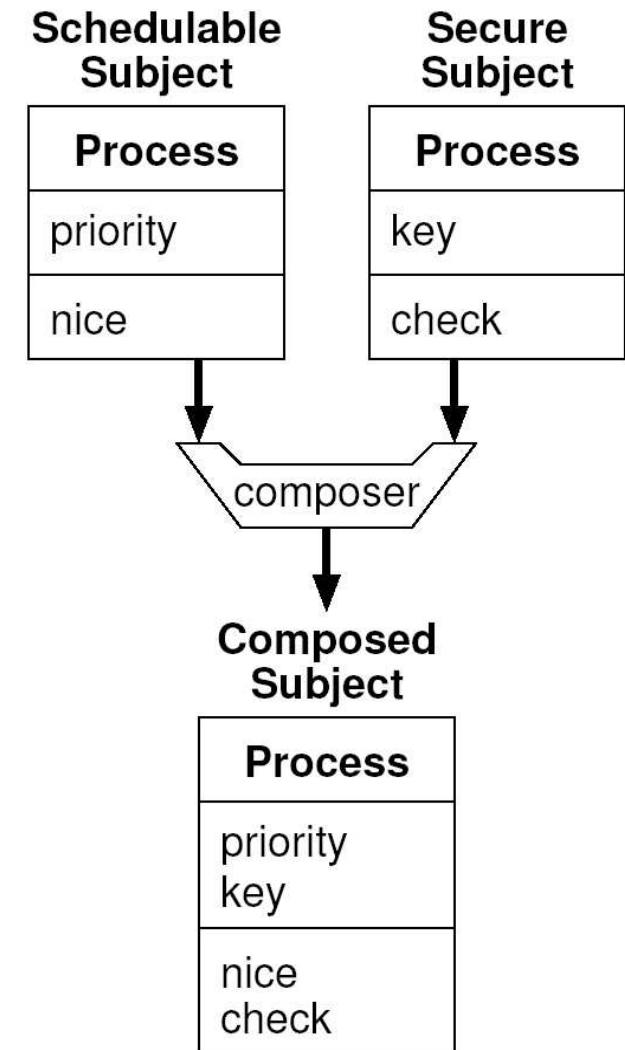 Schedulable
Subject
Process
priority
nice
Secure
Subject
Process
key
check
composer
Composed
Subject
Process
priority
key
nice
check